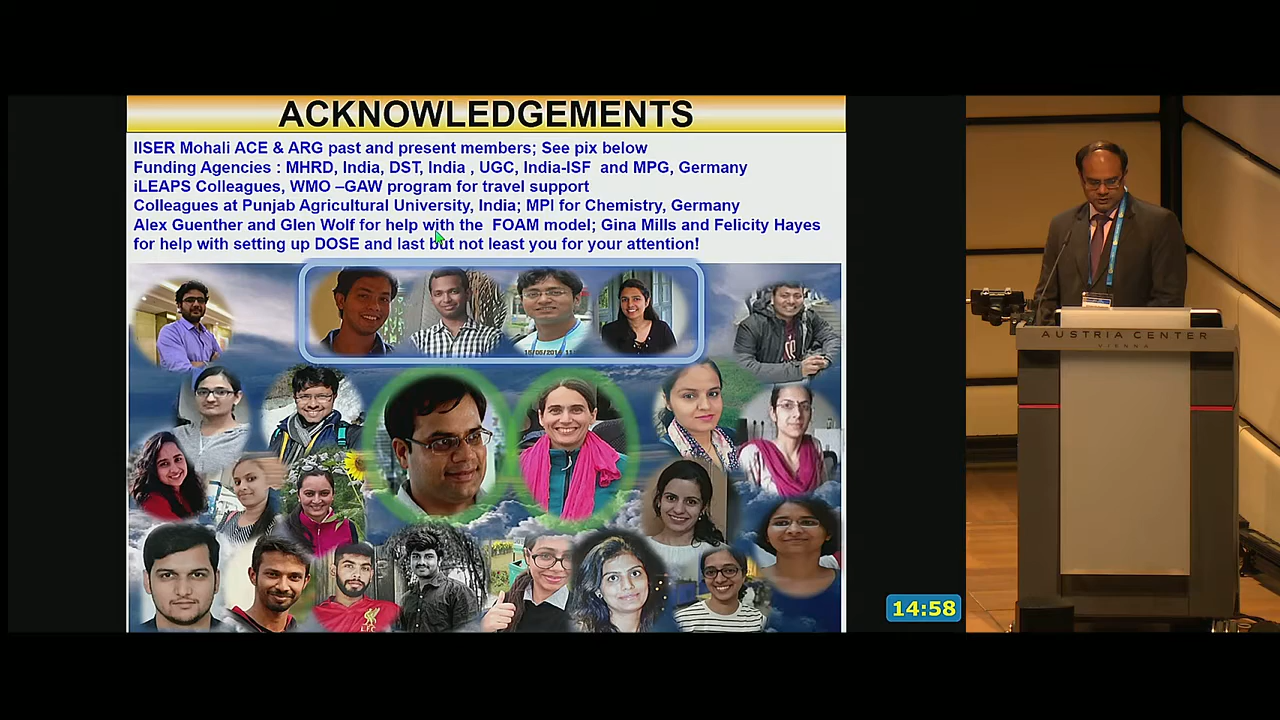 ACKNOWLEDGEMENTS
IISER Mohali ACE & ARG past and present members; See pix below
Funding Agencies : MHRD, India, DST, India , UGC, India-ISF and MPG, Germany
iLEAPS Colleagues, WMO –GAW program for travel support
Colleagues at Punjab Agricultural University, India; MPI for Chemistry, Germany
Alex Guenther and Glen Wolf for help with the FOAM model; Gina Mills and Felicity Hayes
for help with setting up DOSE and last but not least you for your attention!
AUSTRIA CENTER
VIENNA
L.F.C.
14:58